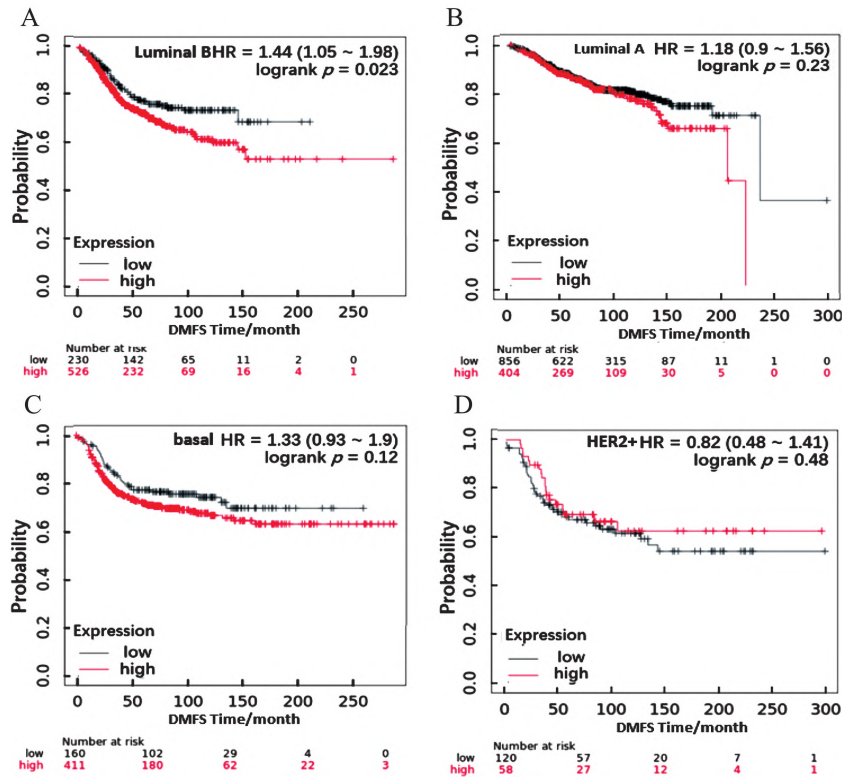 A
Luminal BHR = 1.44 (1.05 ~ 1.98)
logrank p = 0.023
Probability
1.0
0.8
0.6
0.4
0.2
0.0
Expression
low
high
0 50 100 150 200 250
DMFS Time/month
Number at risk
low 230 142 65 11 2 0
high 526 232 69 16 4 1
B
Luminal A HR = 1.18 (0.9 ~ 1.56)
logrank p = 0.23
Probability
1.0
0.8
0.6
0.4
0.2
0.0
Expression
low
high
0 50 100 150 200 250 300
DMFS Time/month
Number at risk
low 856 622 315 87 11 1 0
high 404 269 109 30 5 0 0
C
basal HR = 1.33 (0.93 ~ 1.9)
logrank p = 0.12
Probability
1.0
0.8
0.6
0.4
0.2
0.0
Expression
low
high
0 50 100 150 200 250
DMFS Time/month
Number at risk
low 160 102 29 4 0
high 411 180 62 22 3
D
HER2+ HR = 0.82 (0.48 ~ 1.41)
logrank p = 0.48
Probability
1.0
0.8
0.6
0.4
0.2
0.0
Expression
low
high
0 50 100 150 200 250 300
DMFS Time/month
Number at risk
low 120 57 20 7 1
high 58 27 12 4 1